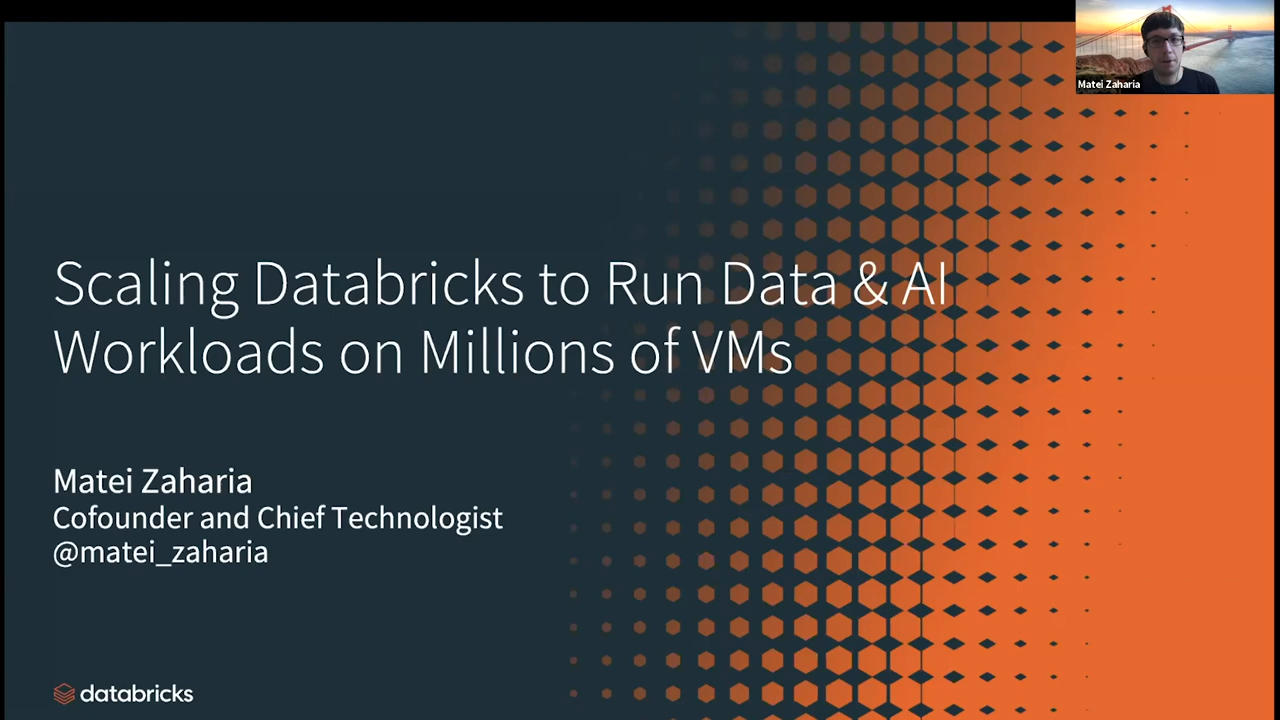 Matei Zaharia
Scaling Databricks to Run Data & AI
Workloads on Millions of VMs
Matei Zaharia
Cofounder and Chief Technologist
@matei_zaharia
databricks